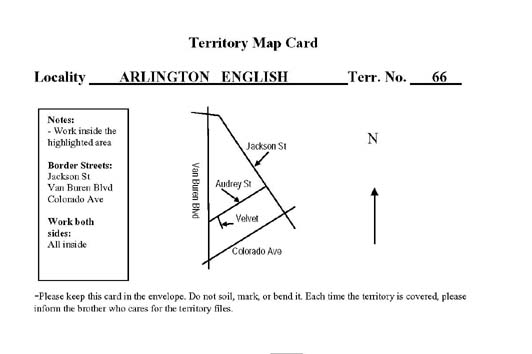 Territory Map Card
Locality ARLINGTON ENGLISH Terr. No. 66
Notes:
- Work inside the
highlighted area
Border Streets:
Jackson St
Van Buren Blvd
Colorado Ave
Work both
sides:
All inside
Jackson St
Van Buren Blvd
Audrey St
Velvet
Colorado Ave
N
-Please keep this card in the envelope. Do not soil, mark, or bend it. Each time the territory is covered, please
inform the brother who cares for the territory files.